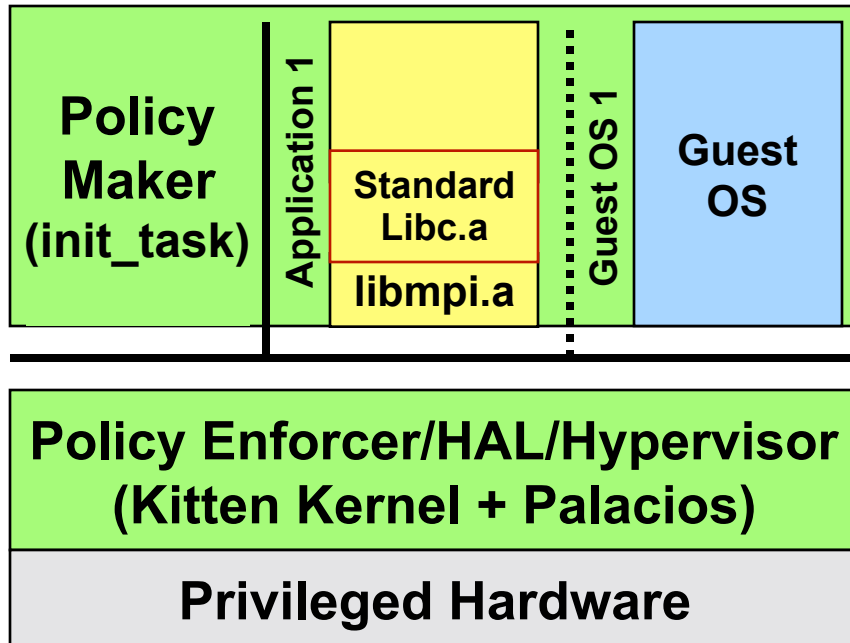 Policy
Maker
(init_task)
Application 1
Standard
Libc.a
libmpi.a
Guest OS 1
Guest
OS
Policy Enforcer/HAL/Hypervisor
(Kitten Kernel + Palacios)
Privileged Hardware